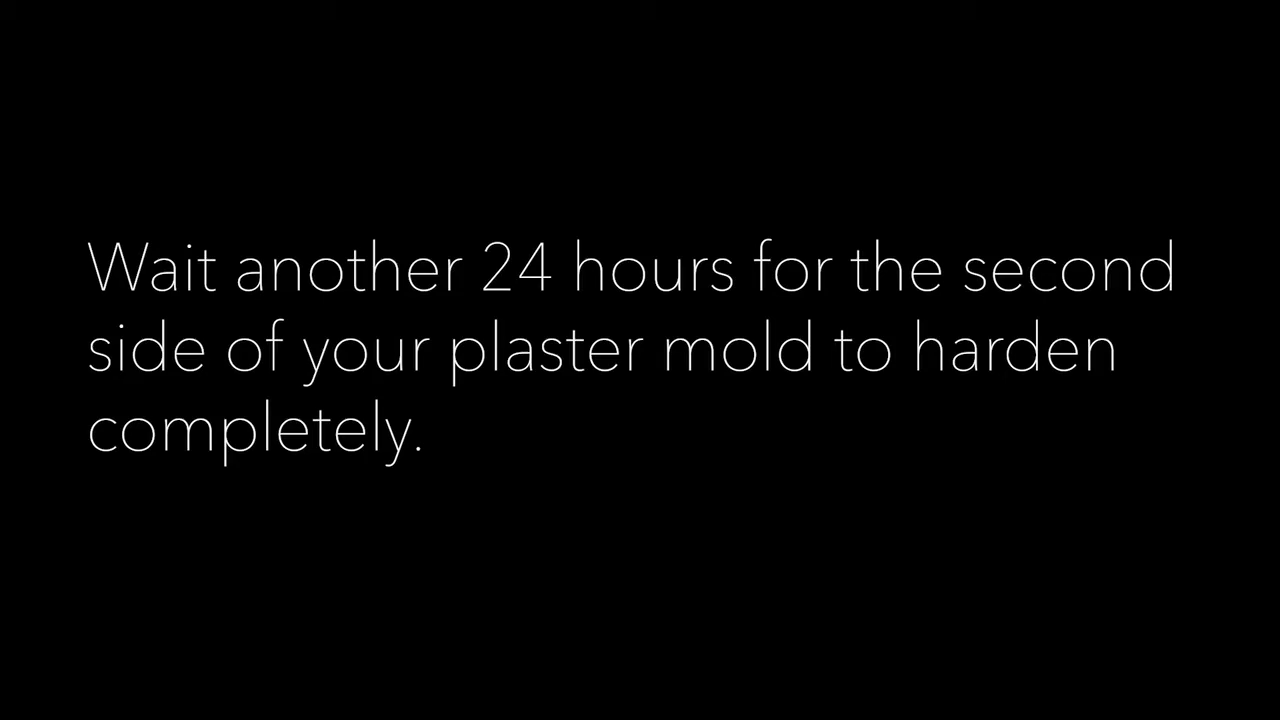 Wait another 24 hours for the second
side of your plaster mold to harden
completely.